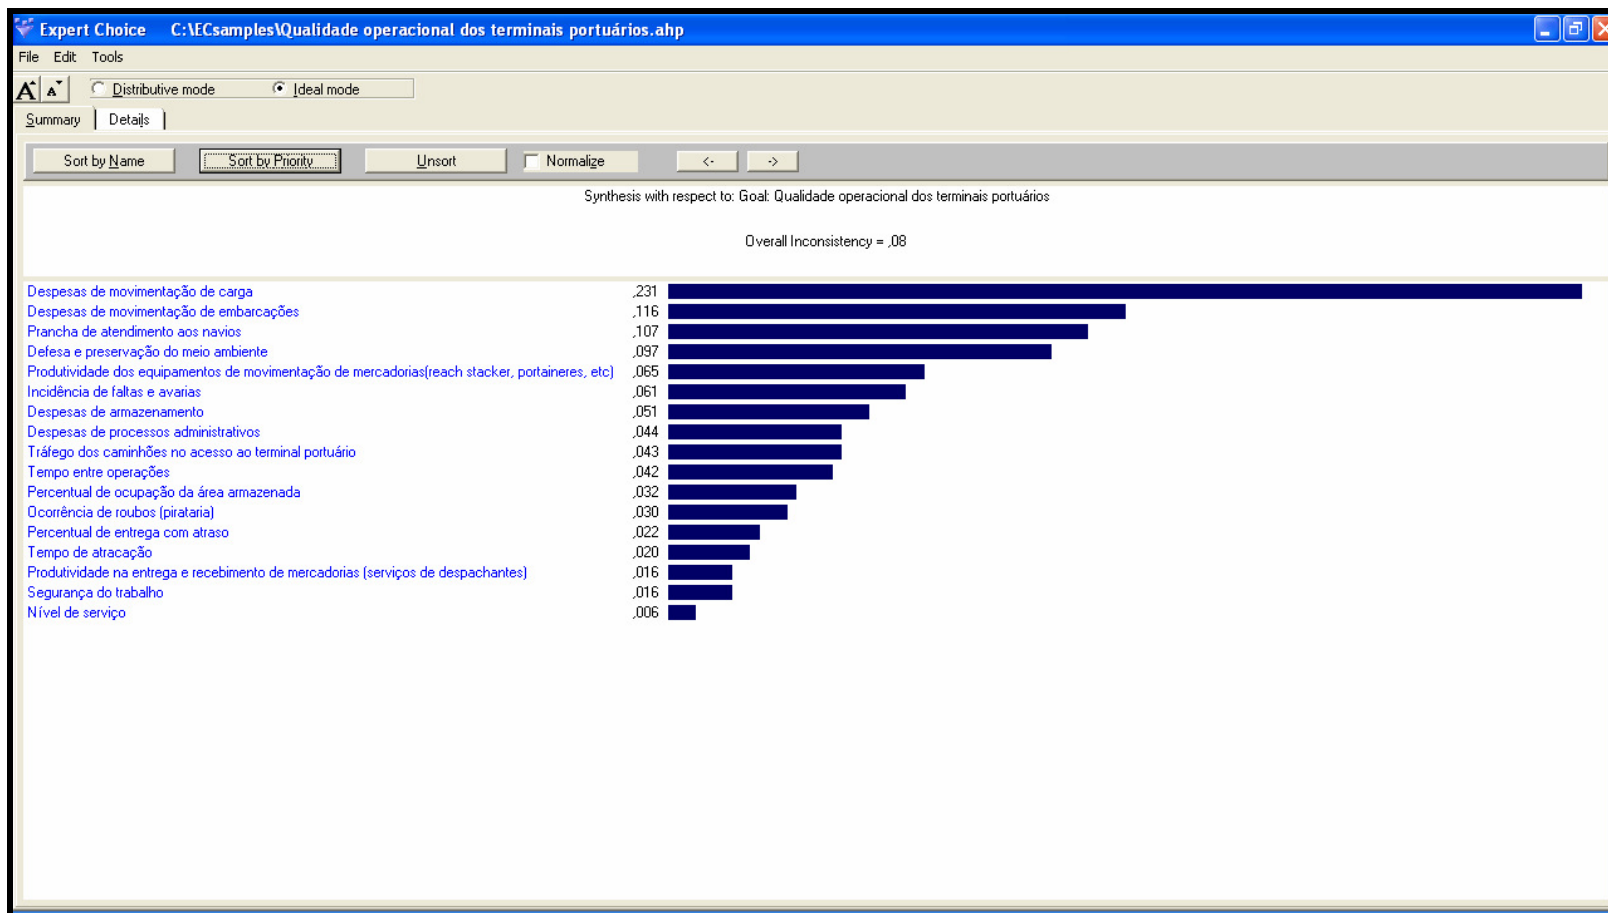 Expert Choice C:\ECsamples\Qualidade operacional dos terminais portuários.ahp
File Edit Tools
A A Distributive mode Ideal mode
Summary Details
Sort by Name Sort by Priority Unsort Normalize <- ->
Synthesis with respect to: Goal: Qualidade operacional dos terminais portuários
Overall Inconsistency = ,08
Despesas de movimentação de carga ,231
Despesas de movimentação de embarcações ,116
Prancha de atendimento aos navios ,107
Defesa e preservação do meio ambiente ,097
Produtividade dos equipamentos de movimentação de mercadorias(reach stacker, portaineres, etc) ,065
Incidência de faltas e avarias ,061
Despesas de armazenamento ,051
Despesas de processos administrativos ,044
Tráfego dos caminhões no acesso ao terminal portuário ,043
Tempo entre operações ,042
Percentual de ocupação da área armazenada ,032
Ocorrência de roubos (pirataria) ,030
Percentual de entrega com atraso ,022
Tempo de atracação ,020
Produtividade na entrega e recebimento de mercadorias (serviços de despachantes) ,016
Segurança do trabalho ,016
Nível de serviço ,006